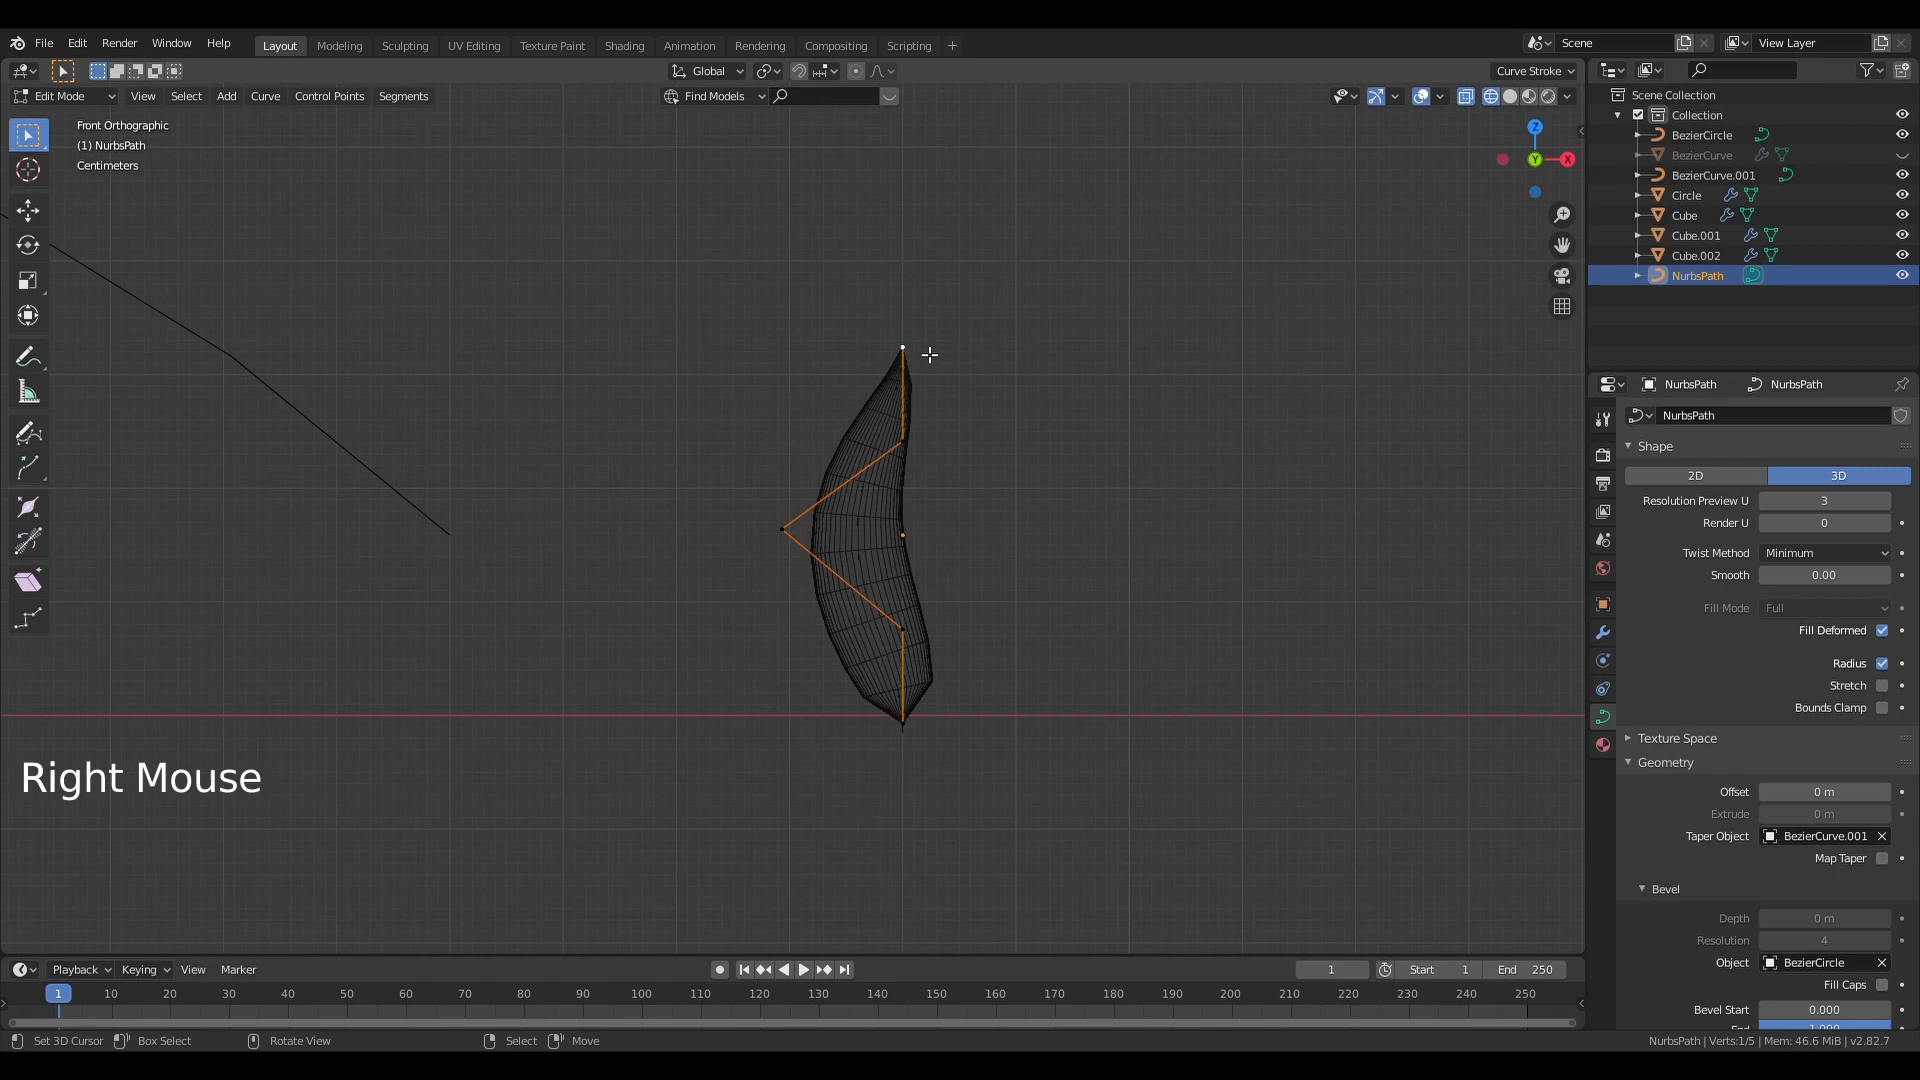 File Edit Render Window Help Layout Modeling Sculpting UV Editing Texture Paint Shading Animation Rendering Compositing Scripting + Scene View Layer
Global Curve Stroke
Edit Mode View Select Add Curve Control Points Segments Find Models
Front Orthographic
(1) NurbsPath
Centimeters
Z
Y
X
Right Mouse
Scene Collection
Collection
BezierCircle
BezierCurve
BezierCurve.001
Circle
Cube
Cube.001
Cube.002
NurbsPath
NurbsPath NurbsPath
NurbsPath
Shape
2D 3D
Resolution Preview U 3
Render U 0
Twist Method Minimum
Smooth 0.00
Fill Mode Full
Fill Deformed
Radius
Stretch
Bounds Clamp
Texture Space
Geometry
Offset 0 m
Extrude 0 m
Taper Object BezierCurve.001
Map Taper
Bevel
Depth 0 m
Resolution 4
Object BezierCircle
Fill Caps
Bevel Start 0.000
End 1.000
Playback Keying View Marker 1 Start 1 End 250
1 10 20 30 40 50 60 70 80 90 100 110 120 130 140 150 160 170 180 190 200 210 220 230 240 250
Set 3D Cursor Box Select Rotate View Select Move NurbsPath | Verts:1/5 | Mem: 46.6 MiB | v2.82.7